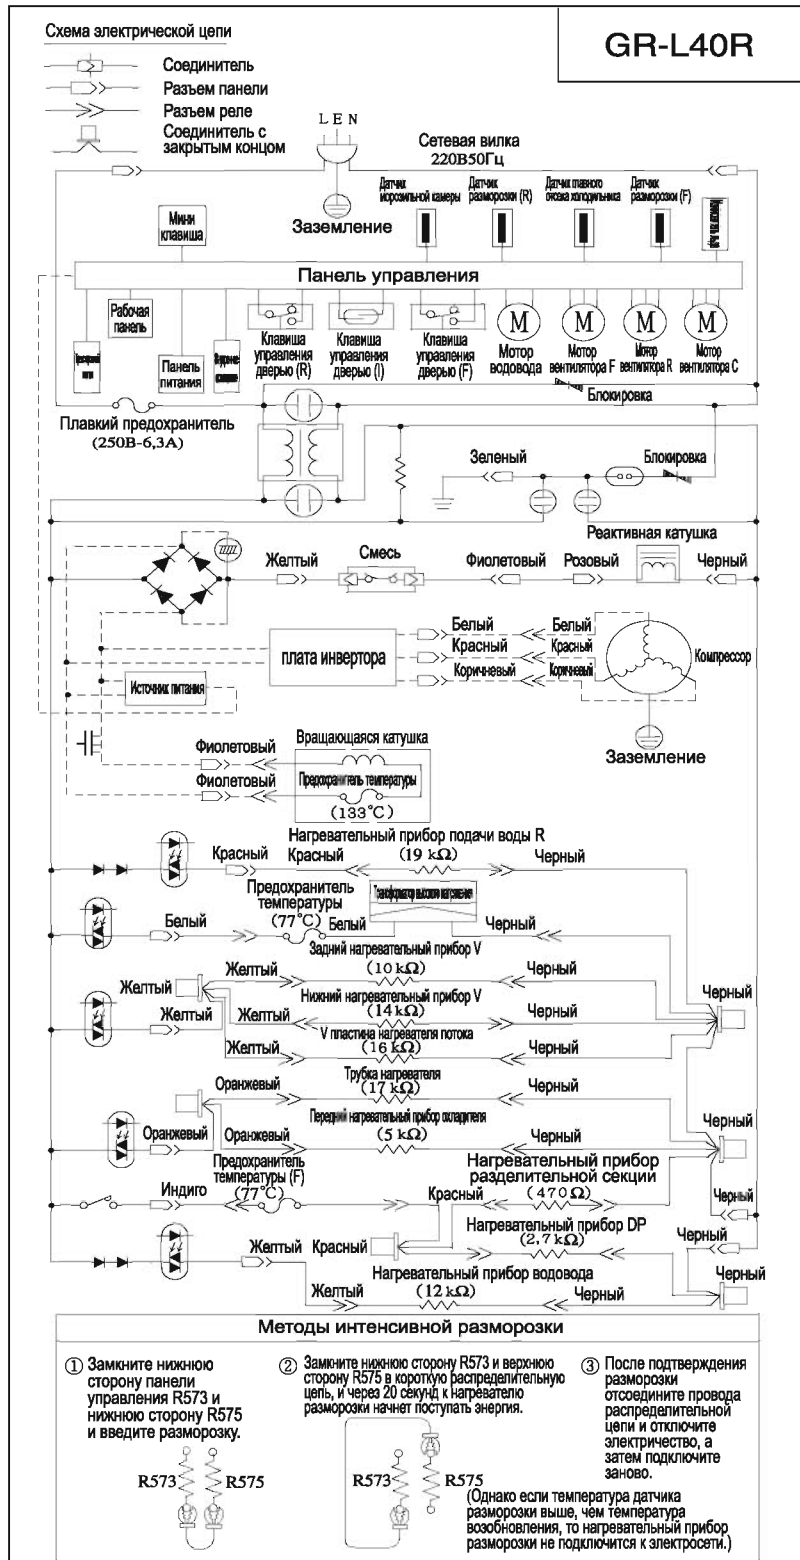 Схема электрической цепи
GR-L40R
Соединитель
Разъем панели
Разъем реле
Соединитель с
закрытым концом
L E N
Сетевая вилка
220В50Гц
Заземление
Датчик
морозильной камеры
Датчик
разморозки (R)
Датчик главного
отсека холодильника
Датчик
разморозки (F)
Мини
клавиша
Панель управления
Рабочая
панель
Панель
питания
Клавиша
управления
дверью (R)
Клавиша
управления
дверью (I)
Клавиша
управления
дверью (F)
M
M
M
M
Мотор
водовода
Мотор
вентилятора F
Мотор
вентилятора R
Мотор
вентилятора C
Блокировка
Плавкий предохранитель
(250В-6,3А)
Зеленый
Блокировка
Реактивная катушка
Желтый
Смесь
Фиолетовый
Розовый
Черный
плата инвертора
Белый
Белый
Красный
Красный
Коричневый
Коричневый
Компрессор
Источник питания
Заземление
Вращающаяся катушка
Фиолетовый
Фиолетовый
Предохранитель температуры
(133°C)
Нагревательный прибор подачи воды R
Красный
Красный
(19 kΩ)
Черный
Предохранитель
температуры
(77°C)
Трансформатор высокого напряжения
Белый
Белый
Черный
Задний нагревательный прибор V
Желтый
(10 kΩ)
Черный
Желтый
Нижний нагревательный прибор V
Черный
Желтый
Желтый
(14 kΩ)
Черный
V пластина нагревателя потока
Желтый
(16 kΩ)
Черный
Трубка нагревателя
Оранжевый
(17 kΩ)
Черный
Передний нагревательный прибор охладителя
Оранжевый
Оранжевый
(5 kΩ)
Черный
Черный
Предохранитель
температуры (F)
Нагревательный прибор
разделительной секции
Индиго
(77°C)
Красный
(470Ω)
Черный
Нагревательный прибор DP
Желтый
Красный
(2,7 kΩ)
Черный
Нагревательный прибор водовода
Черный
Желтый
(12 kΩ)
Черный
Методы интенсивной разморозки
① Замкните нижнюю
сторону панели
управления R573 и
нижнюю сторону R575
и введите разморозку.
R573
R575
② Замкните нижнюю сторону R573 и верхнюю
сторону R575 в короткую распределительную
цепь, и через 20 секунд к нагревателю
разморозки начнет поступать энергия.
R573
R575
③ После подтверждения
разморозки
отсоедините провода
распределительной
цепи и отключите
электричество, а
затем подключите
заново.
(Однако если температура датчика
разморозки выше, чем температура
возобновления, то нагревательный прибор
разморозки не подключится к электросети.)